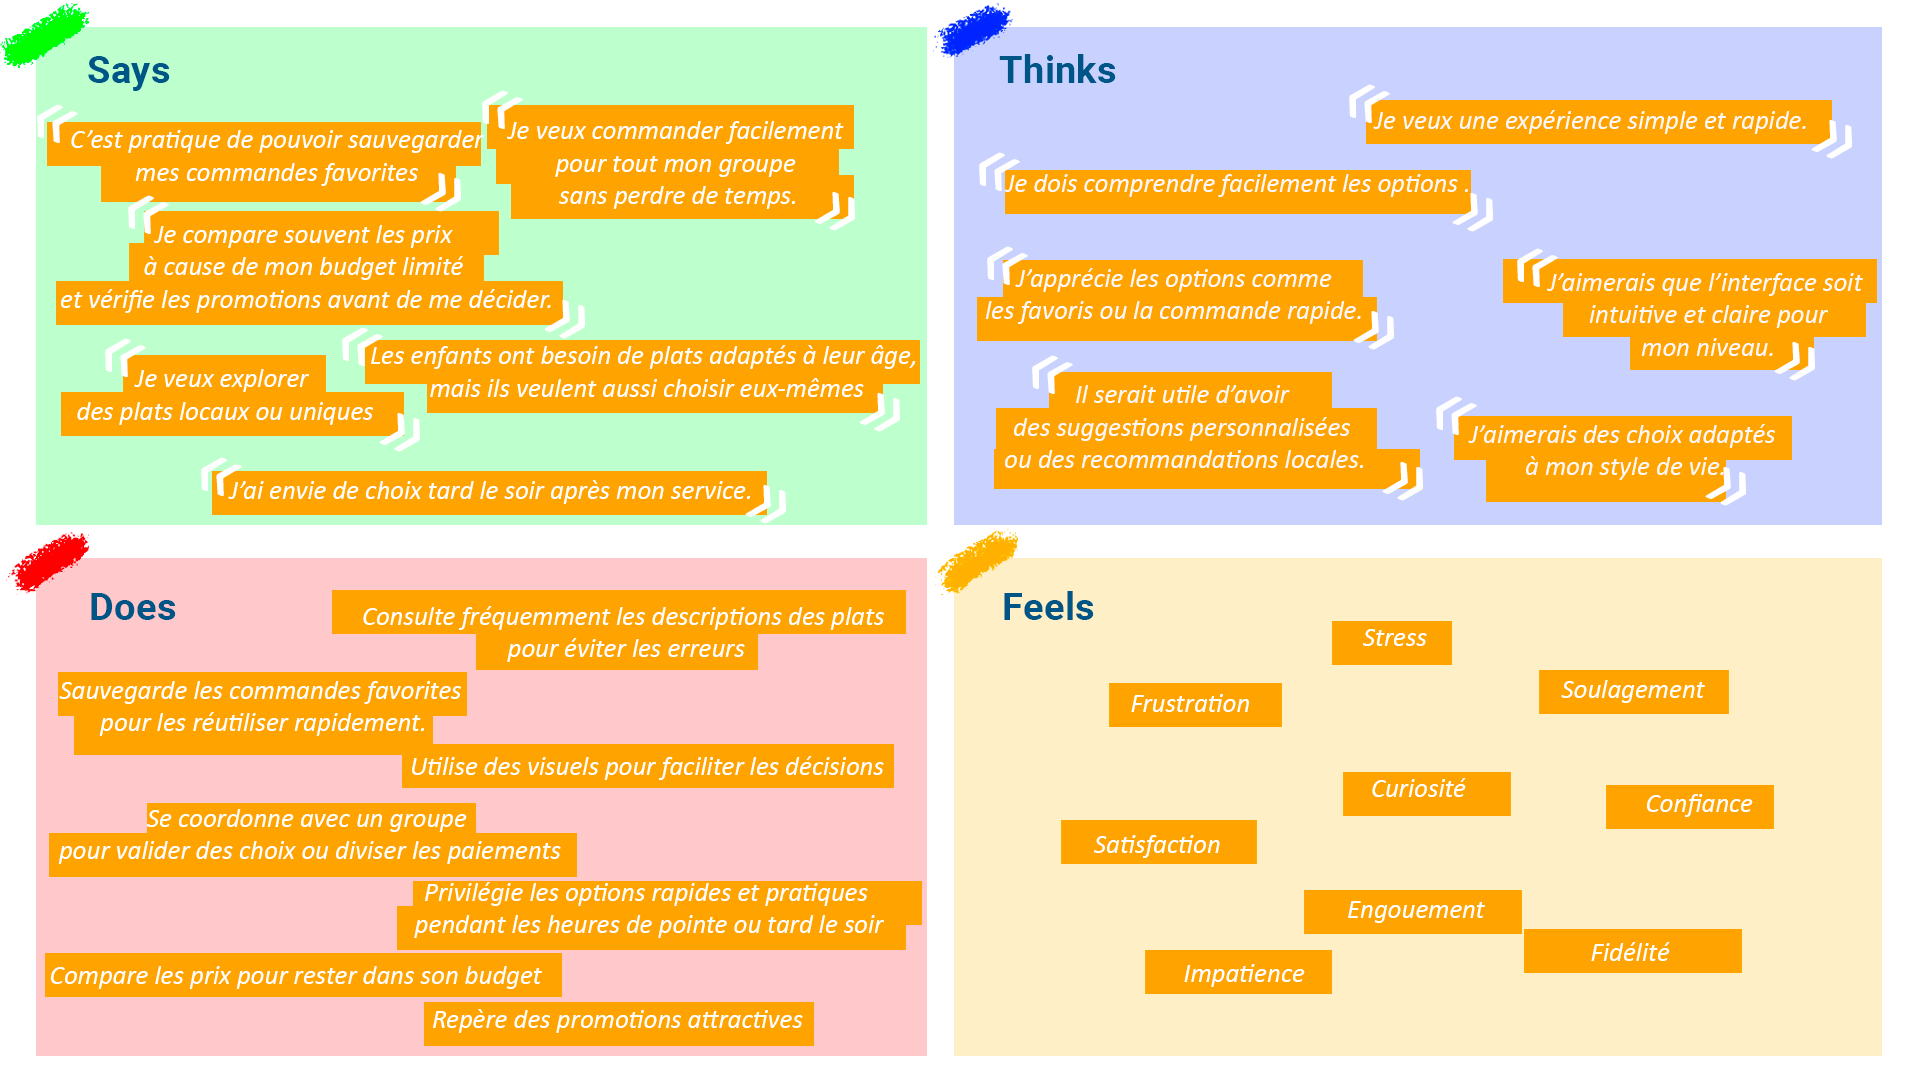 Says
« C’est pratique de pouvoir sauvegarder
mes commandes favorites »
« Je veux commander facilement
pour tout mon groupe
sans perdre de temps. »
« Je compare souvent les prix
à cause de mon budget limité
et vérifie les promotions avant de me décider. »
« Je veux explorer
des plats locaux ou uniques »
« Les enfants ont besoin de plats adaptés à leur âge,
mais ils veulent aussi choisir eux-mêmes »
« J’ai envie de choix tard le soir après mon service. »
Thinks
« Je veux une expérience simple et rapide. »
« Je dois comprendre facilement les options . »
« J’apprécie les options comme
les favoris ou la commande rapide. »
« J’aimerais que l’interface soit
intuitive et claire pour
mon niveau. »
« Il serait utile d’avoir
des suggestions personnalisées
ou des recommandations locales. »
« J’aimerais des choix adaptés
à mon style de vie. »
Does
Consulte fréquemment les descriptions des plats
pour éviter les erreurs
Sauvegarde les commandes favorites
pour les réutiliser rapidement.
Utilise des visuels pour faciliter les décisions
Se coordonne avec un groupe
pour valider des choix ou diviser les paiements
Privilégie les options rapides et pratiques
pendant les heures de pointe ou tard le soir
Compare les prix pour rester dans son budget
Repère des promotions attractives
Feels
Stress
Soulagement
Frustration
Curiosité
Confiance
Satisfaction
Engouement
Fidélité
Impatience